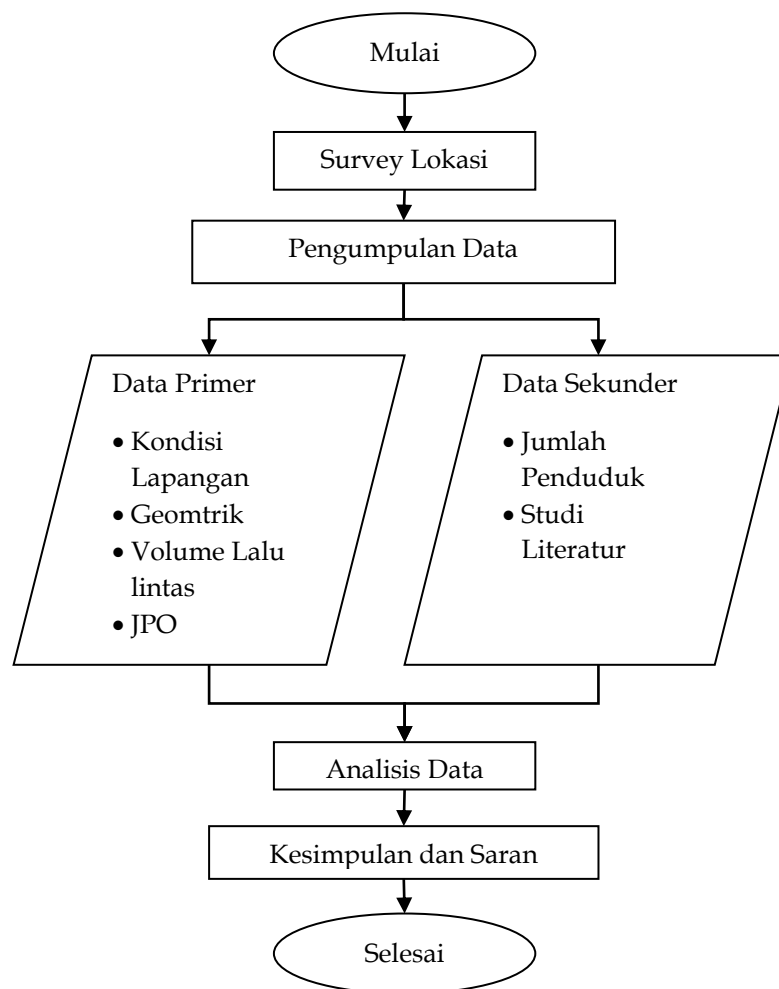 Mulai
Survey Lokasi
Pengumpulan Data
Data Primer
• Kondisi
Lapangan
• Geomtrik
• Volume Lalu
lintas
• JPO
Data Sekunder
• Jumlah
Penduduk
• Studi
Literatur
Analisis Data
Kesimpulan dan Saran
Selesai